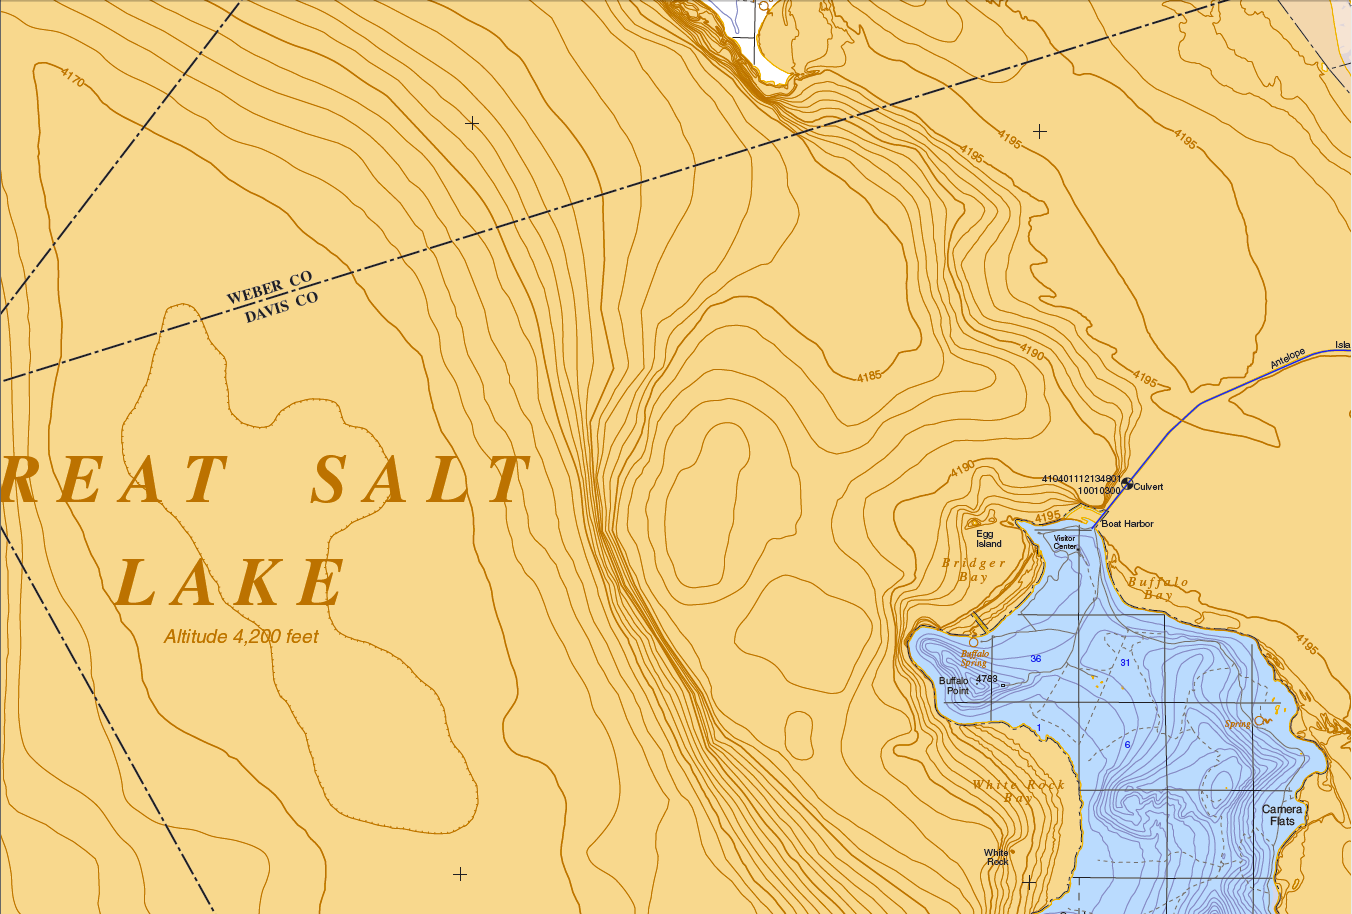 4170
4195
4195
4195
WEBER CO
DAVIS CO
4190
Antelope
Isla
4185
4195
REAT SALT
LAKE
Altitude 4,200 feet
4190
410401112134801
10010300
Culvert
4195
Boat Harbor
Egg
Island
Visitor
Center
Bridger
Bay
Buffalo
Bay
4195
Buffalo
Spring
36
31
Buffalo
Point
4783
1
6
Spring
White Rock
Bay
Camera
Flats
White
Rock